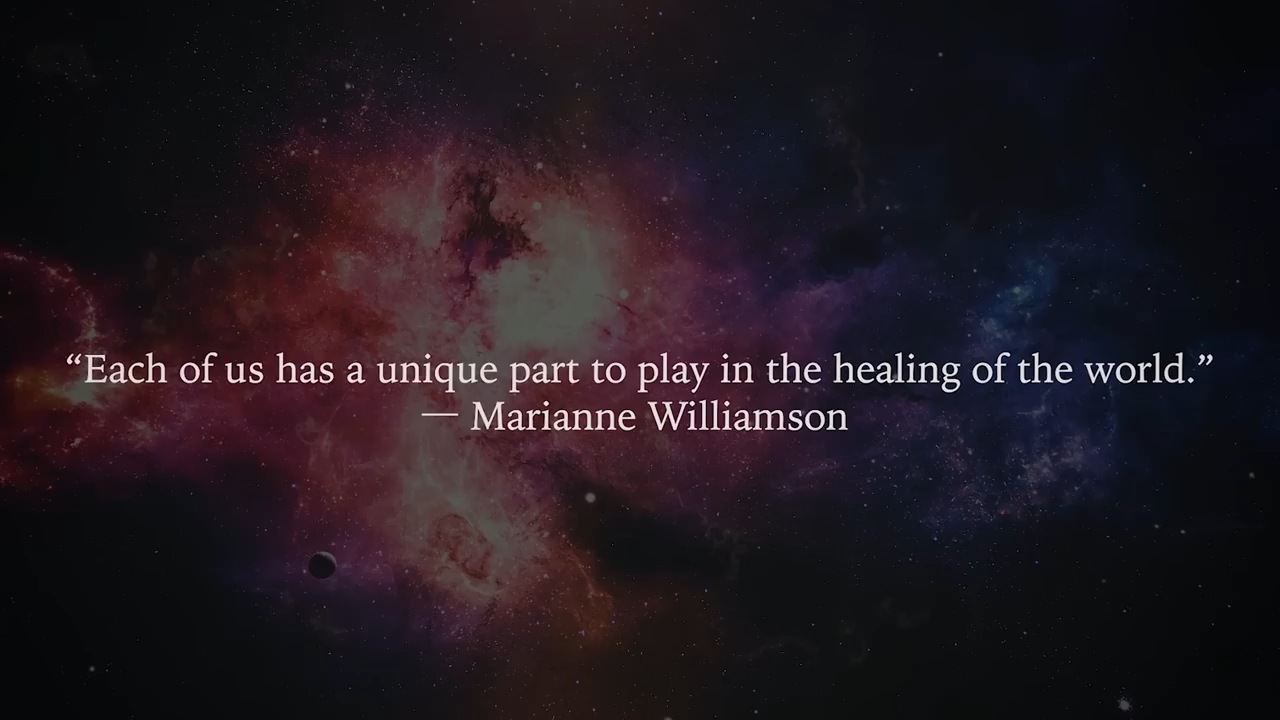 “Each of us has a unique part to play in the healing of the world.”
— Marianne Williamson